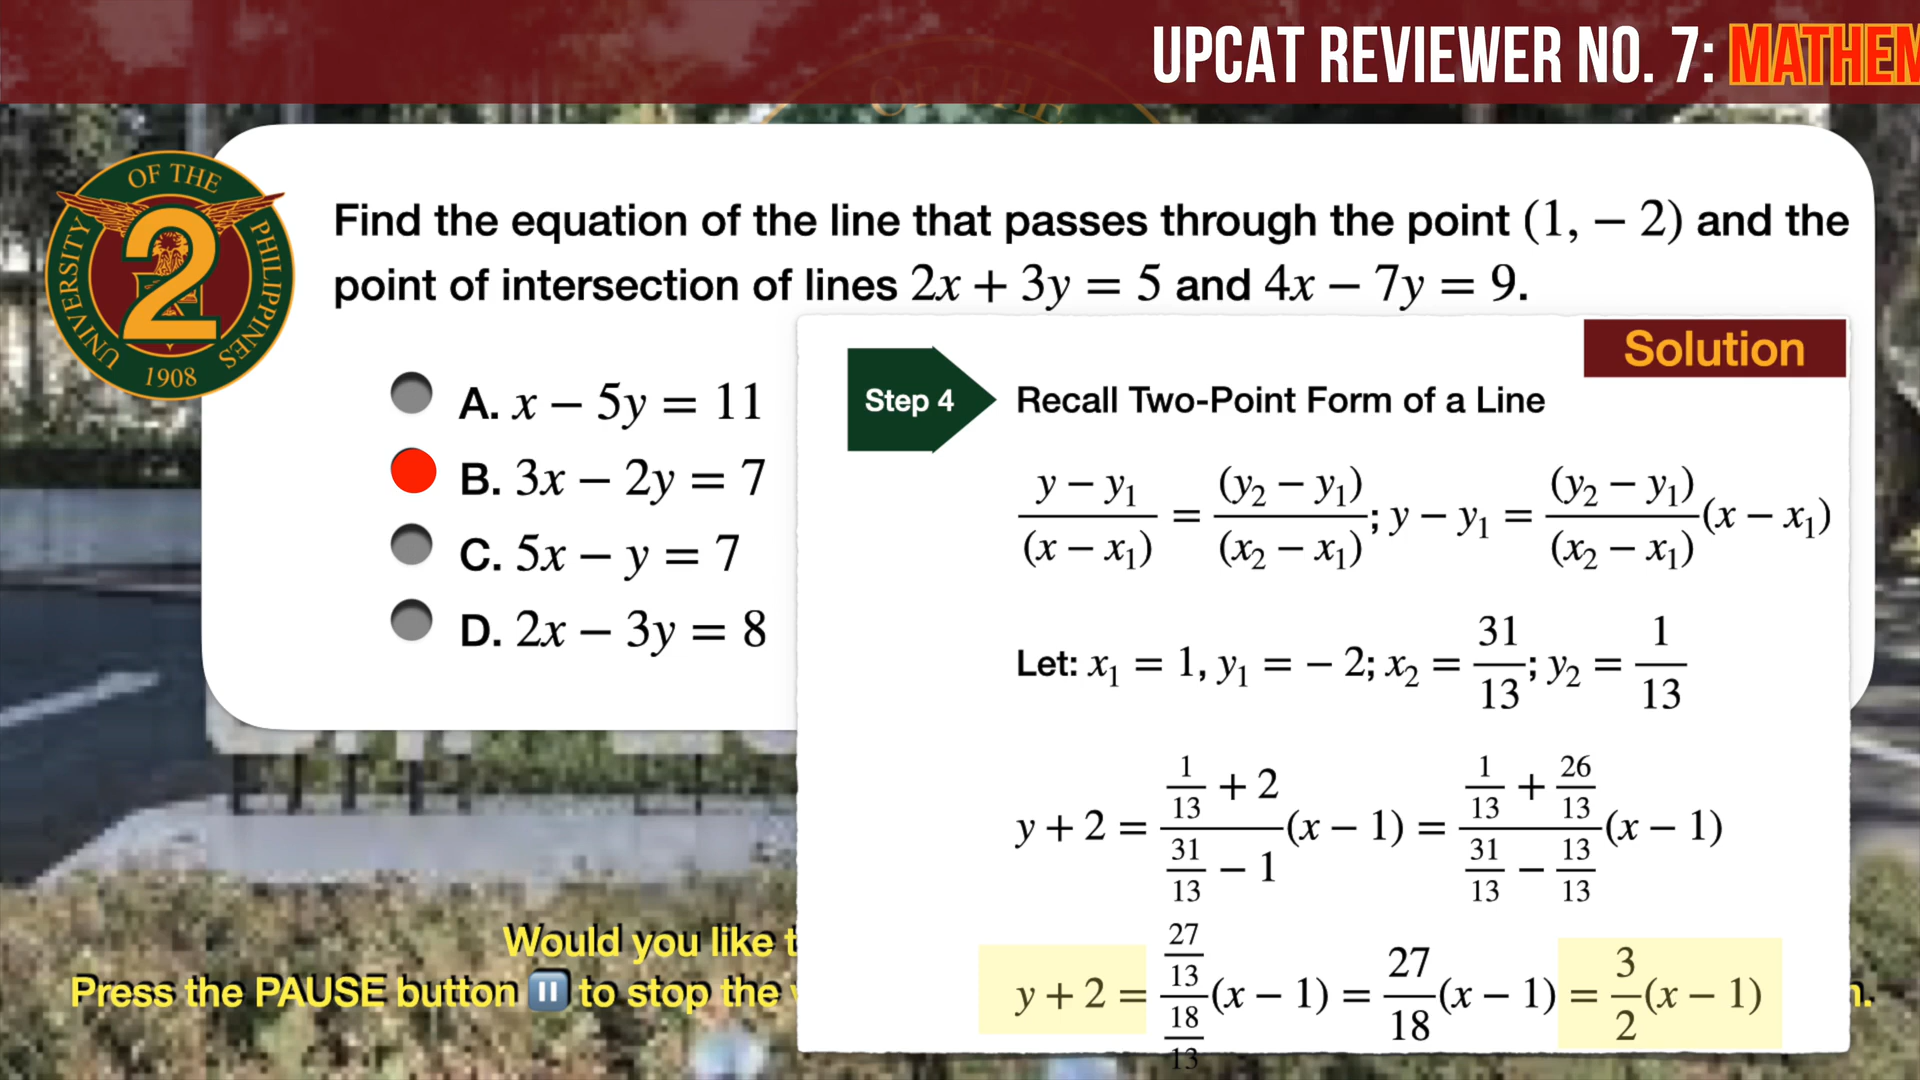 UPCAT REVIEWER NO. 7: MATHEM
OF THE
OF THE
UNIVERSITY
PHILIPPINES
2
1908
Find the equation of the line that passes through the point (1, − 2) and the
point of intersection of lines 2x + 3y = 5 and 4x − 7y = 9.
A. x − 5y = 11
B. 3x − 2y = 7
C. 5x − y = 7
D. 2x − 3y = 8
Solution
Step 4
Recall Two-Point Form of a Line
(y − y₁)/(x − x₁) = (y₂ − y₁)/(x₂ − x₁); y − y₁ = (y₂ − y₁)/(x₂ − x₁)(x − x₁)
Let: x₁ = 1, y₁ = − 2; x₂ = 31/13; y₂ = 1/13
y + 2 = (1/13 + 2)/(31/13 − 1)(x − 1) = (1/13 + 26/13)/(31/13 − 13/13)(x − 1)
y + 2 = (27/13)/(18/13)(x − 1) = 27/18(x − 1) = 3/2(x − 1)
Would you like t
Press the PAUSE button ⏸ to stop the
n.